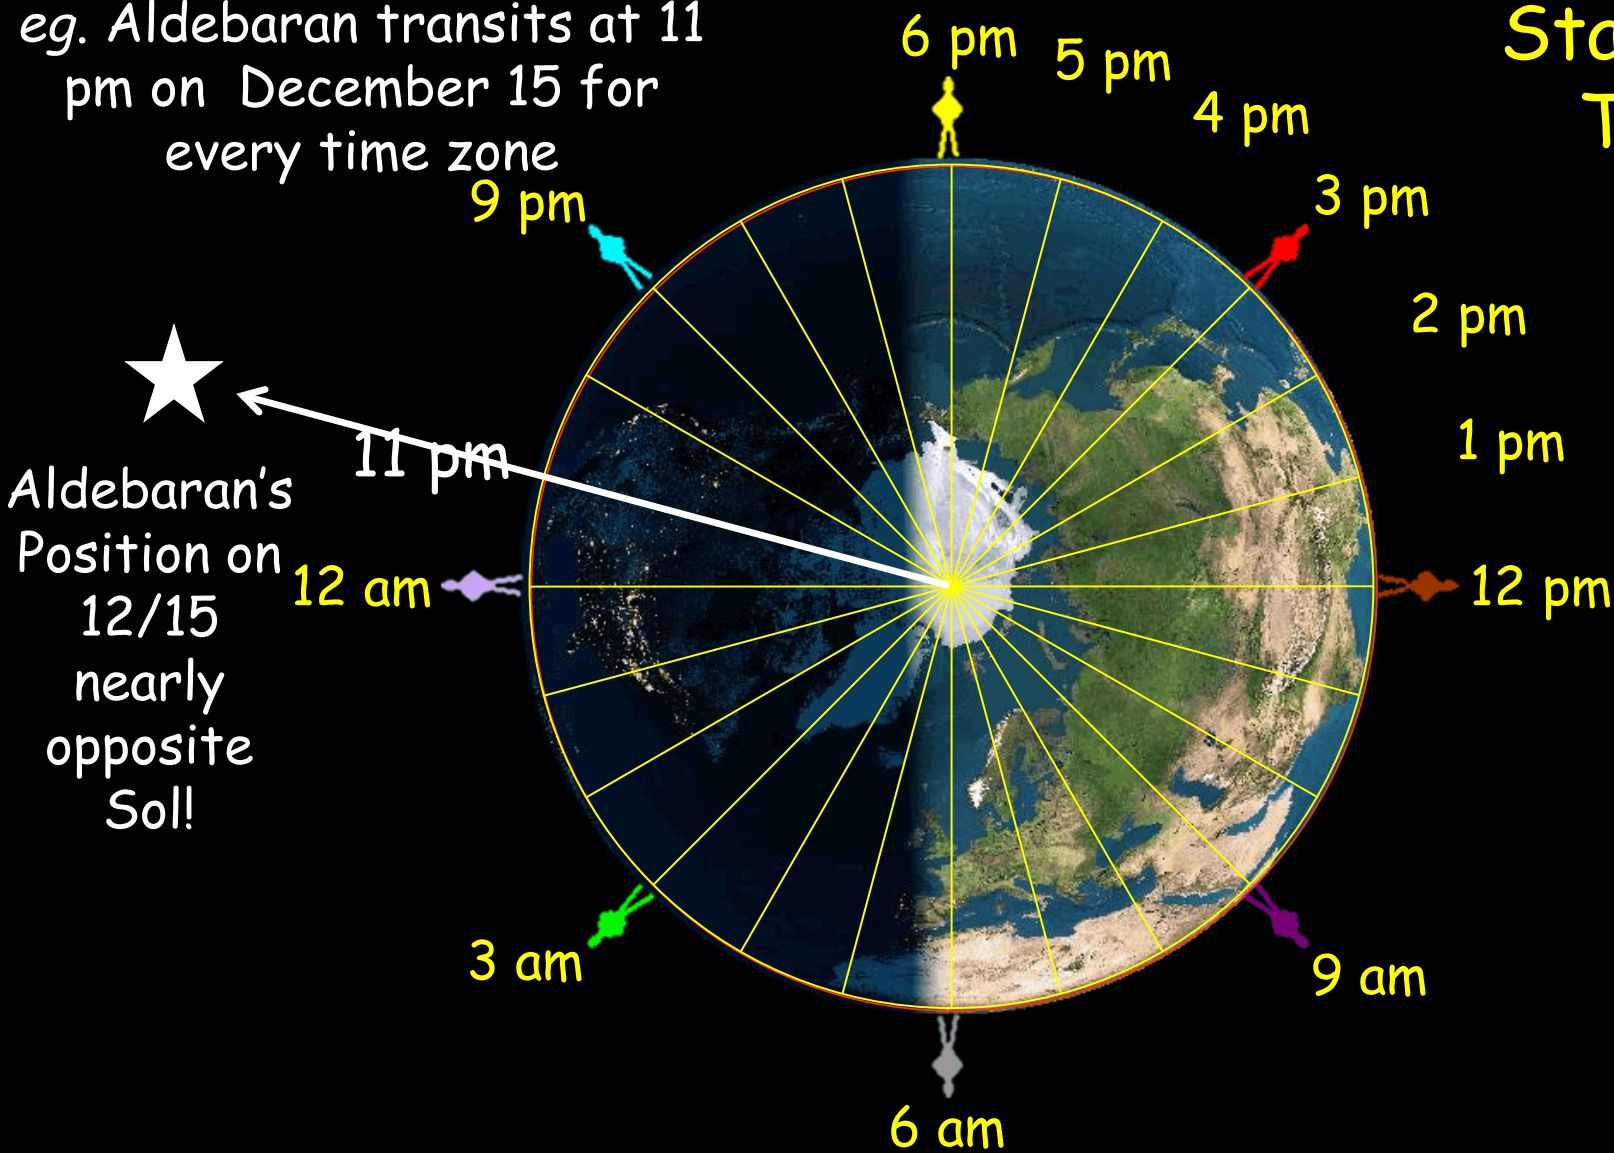 eg. Aldebaran transits at 11
pm on December 15 for
every time zone
6 pm
5 pm
4 pm
3 pm
2 pm
1 pm
12 pm
9 am
6 am
3 am
12 am
11 pm
9 pm
Aldebaran's
Position on
12/15
nearly
opposite
Sol!